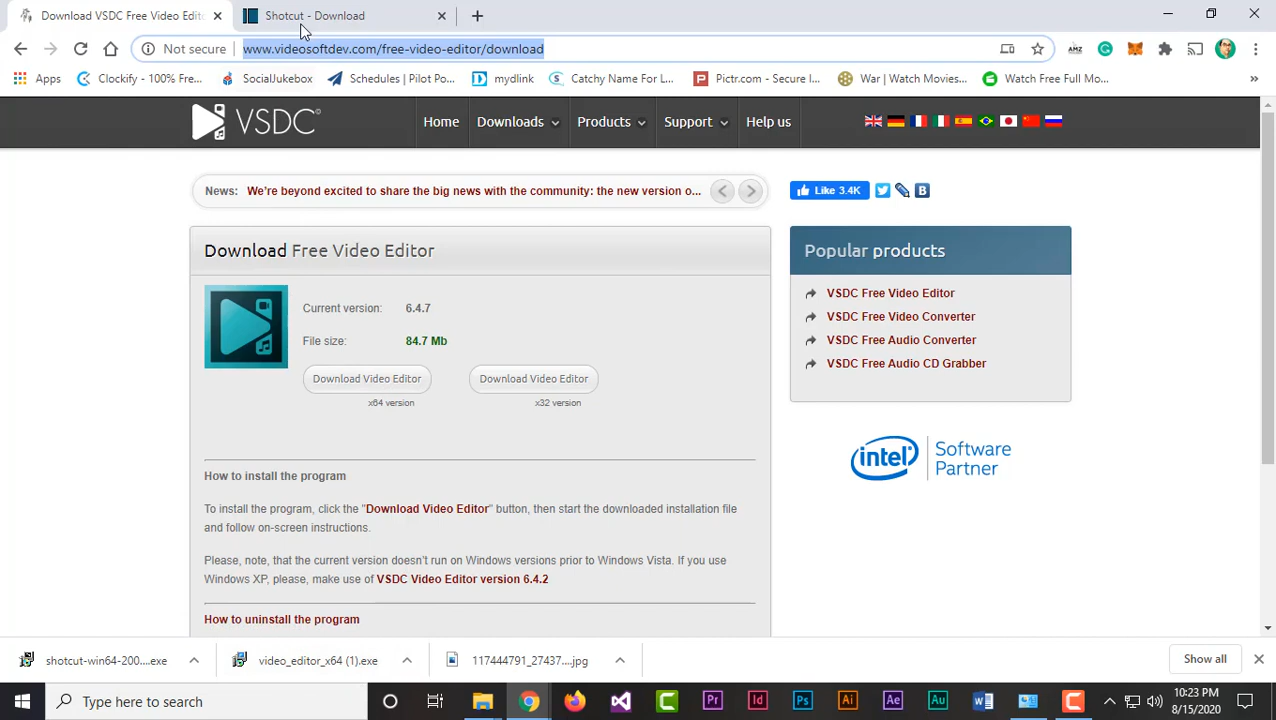 Download VSDC Free Video Edit
Shotcut - Download
Not secure
www.videosoftdev.com/free-video-editor/download
AMZ
Apps
Clockify - 100% Fre...
SocialJukebox
Schedules | Pilot Po...
mydlink
Catchy Name For L...
Pictr.com - Secure I...
War | Watch Movies...
Watch Free Full Mo...
VSDC
Home
Downloads
Products
Support
Help us
News:
We're beyond excited to share the big news with the community: the new version o...
Like 3.4K
Download Free Video Editor
Current version: 6.4.7
File size: 84.7 Mb
Download Video Editor
x64 version
Download Video Editor
x32 version
How to install the program
To install the program, click the "Download Video Editor" button, then start the downloaded installation file
and follow on-screen instructions.
Please, note, that the current version doesn't run on Windows versions prior to Windows Vista. If you use
Windows XP, please, make use of VSDC Video Editor version 6.4.2
How to uninstall the program
Popular products
VSDC Free Video Editor
VSDC Free Video Converter
VSDC Free Audio Converter
VSDC Free Audio CD Grabber
intel
Software
Partner
shotcut-win64-200....exe
video_editor_x64 (1).exe
117444791_27437....jpg
Show all
Type here to search
Pr
Id
Ps
Ai
Ae
Au
10:23 PM
8/15/2020